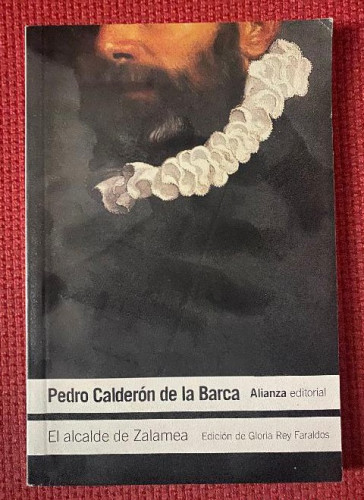 Pedro Calderón de la Barca Alianza editorial
El alcalde de Zalamea Edición de Gloria Rey Faraldos